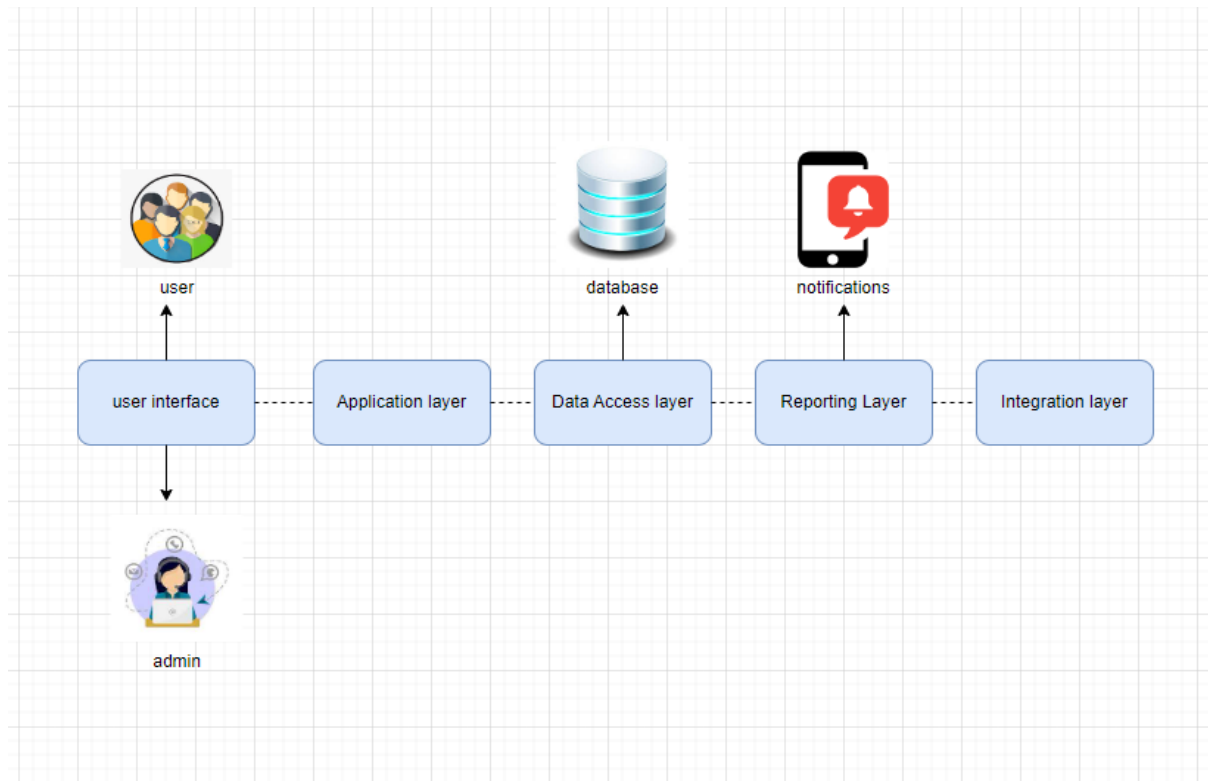 user
database
notifications
user interface
Application layer
Data Access layer
Reporting Layer
Integration layer
admin